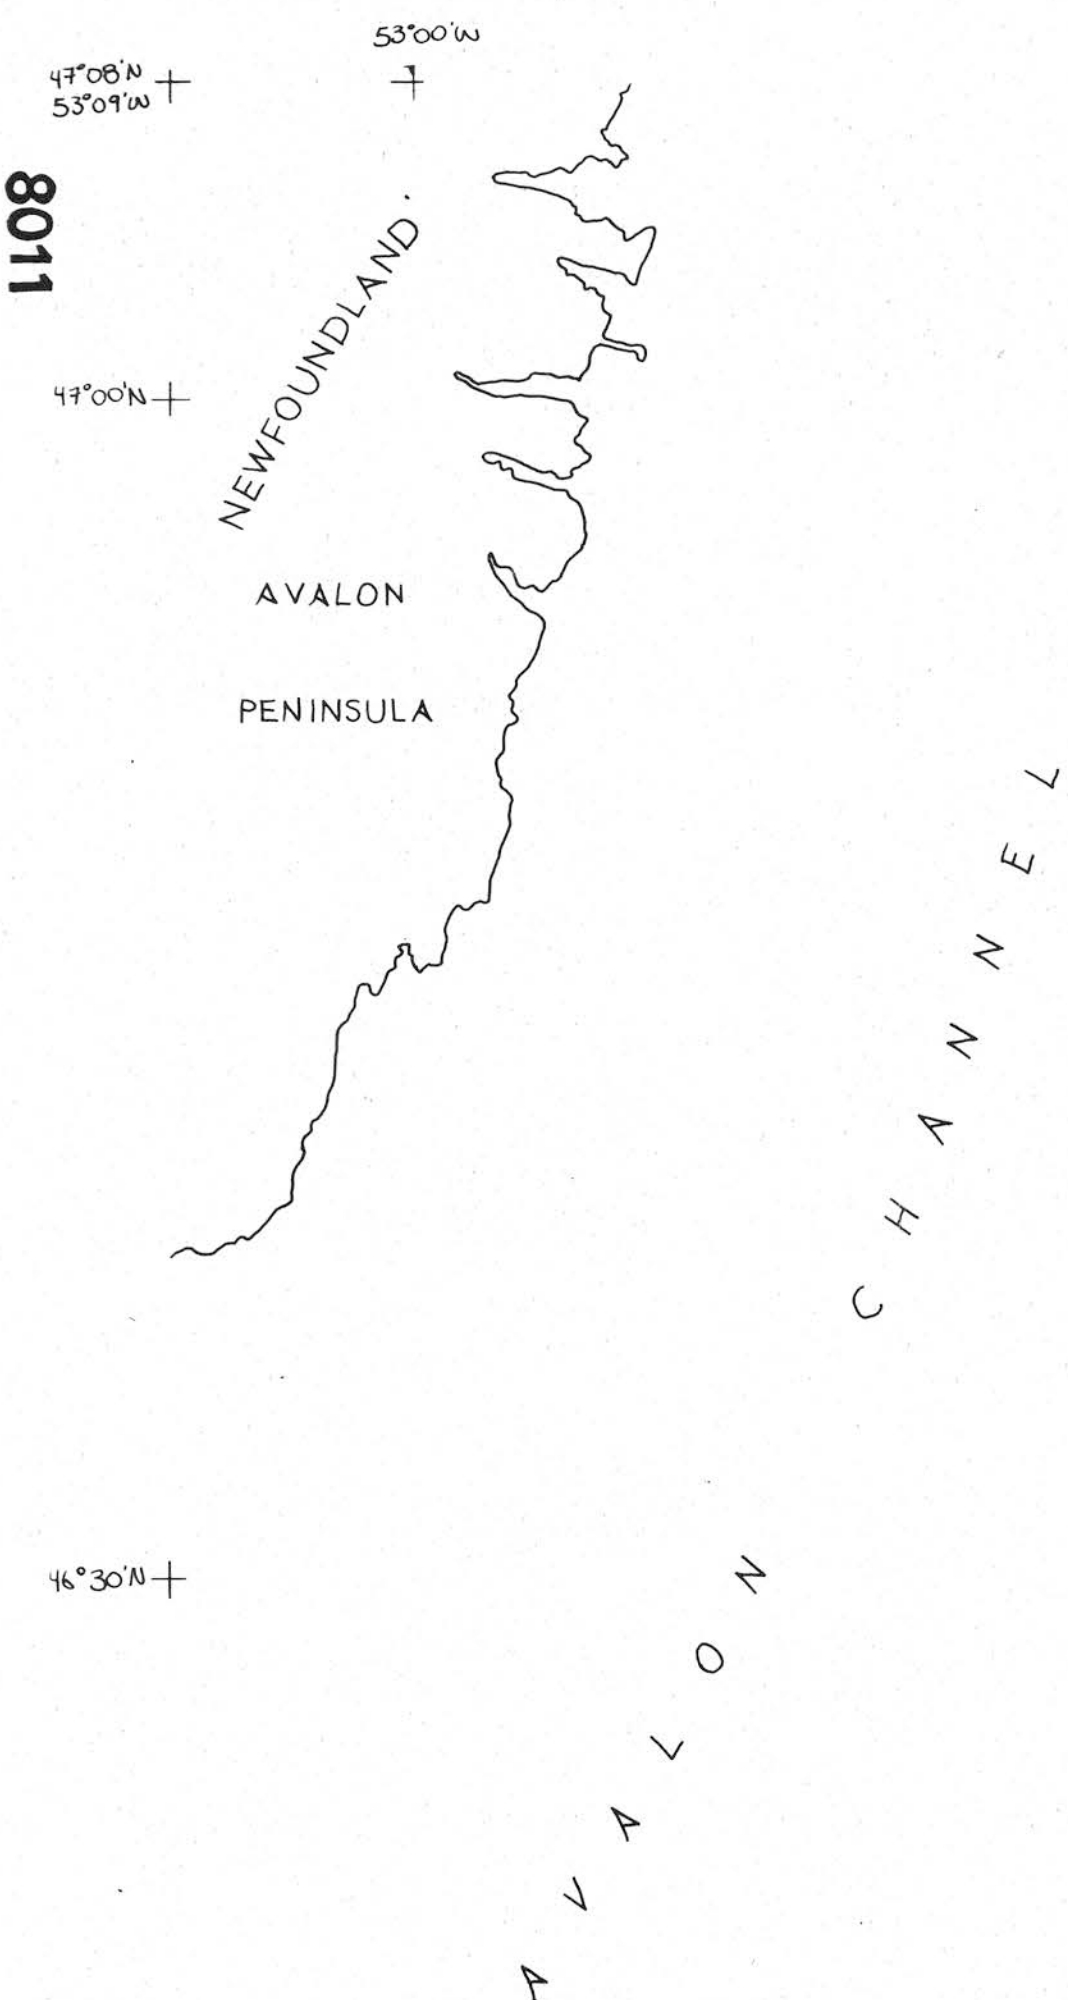 53°00'W
47°08'N
53°09'W
8011
NEWFOUNDLAND
47°00'N
AVALON
PENINSULA
46°30'N
AVALON CHANNEL